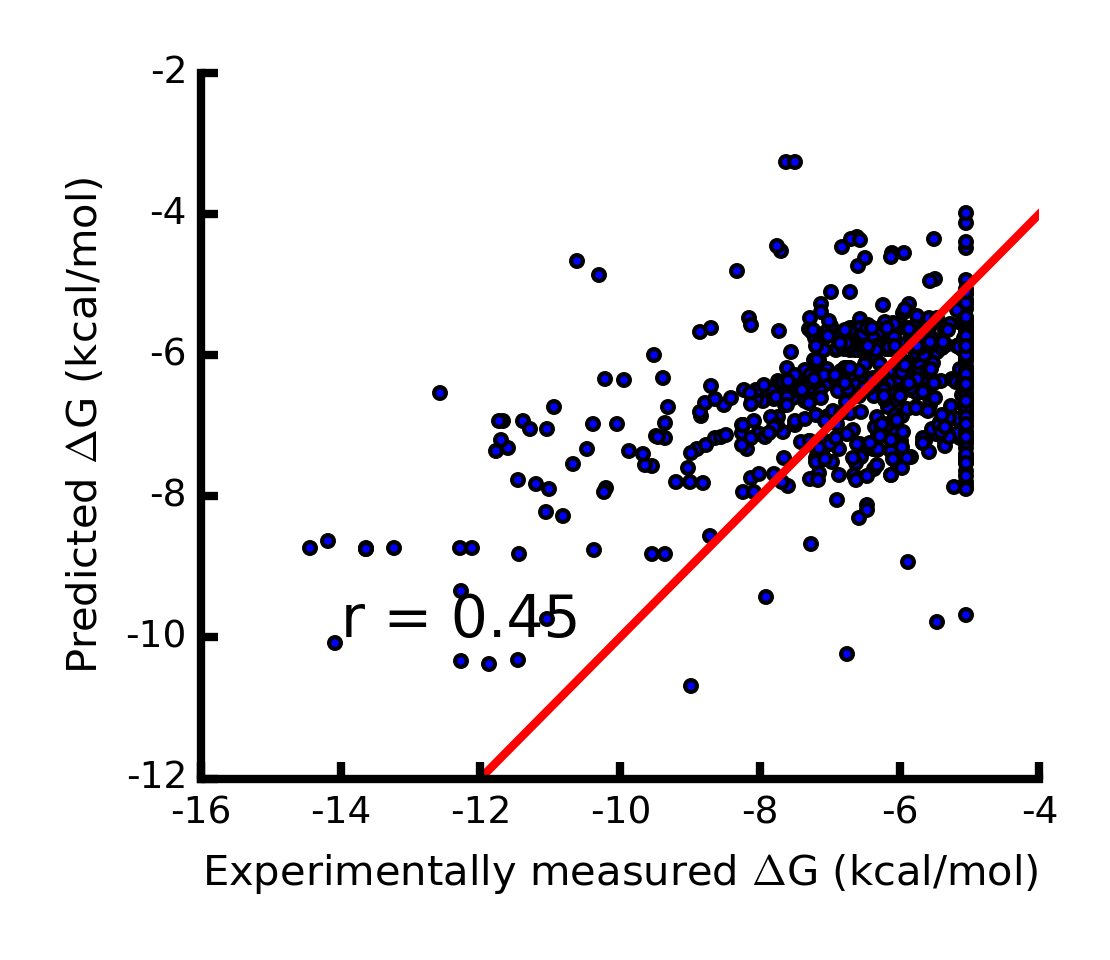 -2
-4
-6
-8
-10
-12
Predicted ΔG (kcal/mol)
r = 0.45
-16 -14 -12 -10 -8 -6 -4
Experimentally measured ΔG (kcal/mol)